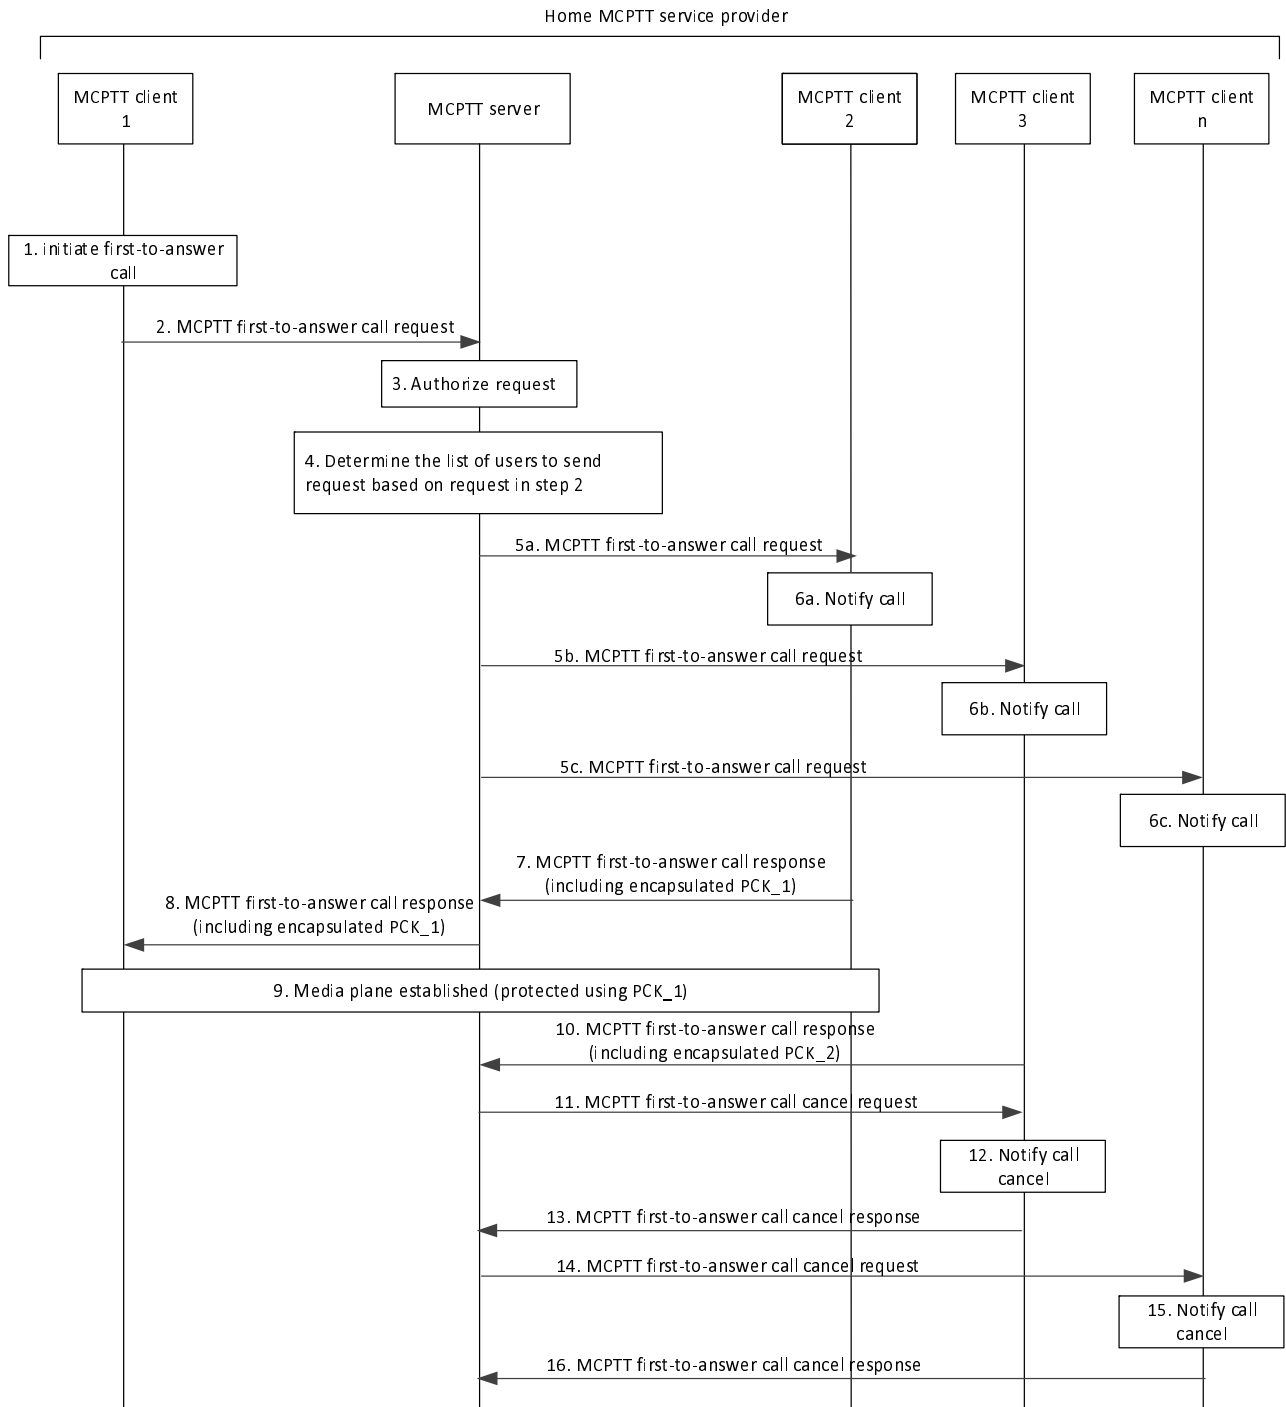 Home MCPTT service provider
MCPTT client
1
MCPTT server
MCPTT client
2
MCPTT client
3
MCPTT client
n
1. initiate first-to-answer
call
2. MCPTT first-to-answer call request
3. Authorize request
4. Determine the list of users to send
request based on request in step 2
5a. MCPTT first-to-answer call request
6a. Notify call
5b. MCPTT first-to-answer call request
6b. Notify call
5c. MCPTT first-to-answer call request
6c. Notify call
7. MCPTT first-to-answer call response
(including encapsulated PCK_1)
8. MCPTT first-to-answer call response
(including encapsulated PCK_1)
9. Media plane established (protected using PCK_1)
10. MCPTT first-to-answer call response
(including encapsulated PCK_2)
11. MCPTT first-to-answer call cancel request
12. Notify call
cancel
13. MCPTT first-to-answer call cancel response
14. MCPTT first-to-answer call cancel request
15. Notify call
cancel
16. MCPTT first-to-answer call cancel response